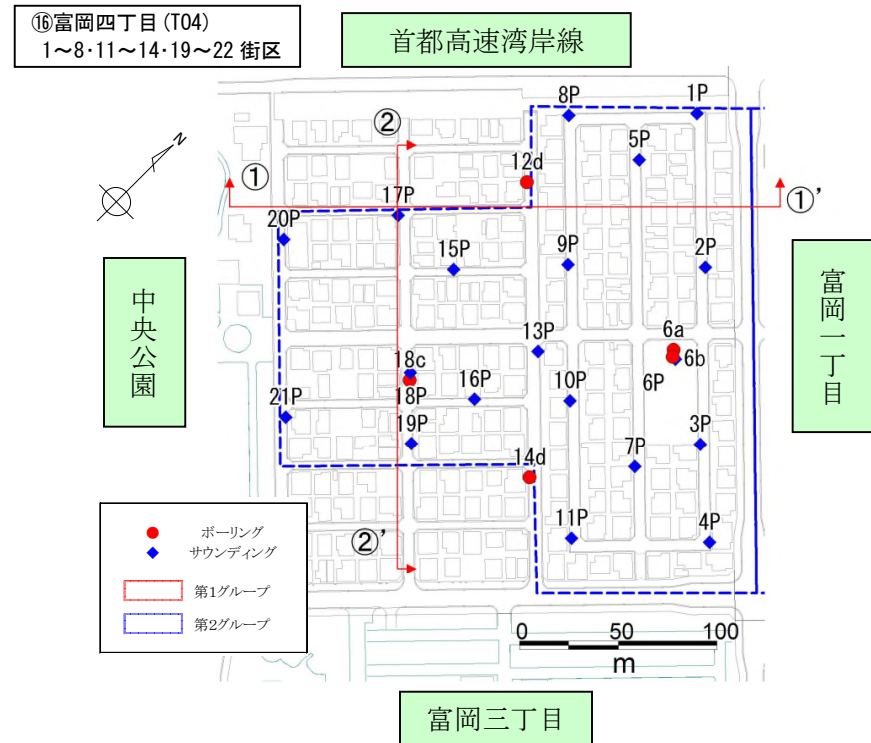 ⑯富岡四丁目(T04)
1～8・11～14・19～22 街区
首都高速湾岸線
N
8P
1P
②
5P
12d
①
①’
17P
20P
15P
9P
2P
中央公園
富岡一丁目
13P
6a
6b
18c
16P
6P
18P
10P
21P
19P
3P
14d
7P
11P
4P
②’
ボーリング
サウンディング
第1グループ
第2グループ
0 50 100
m
富岡三丁目